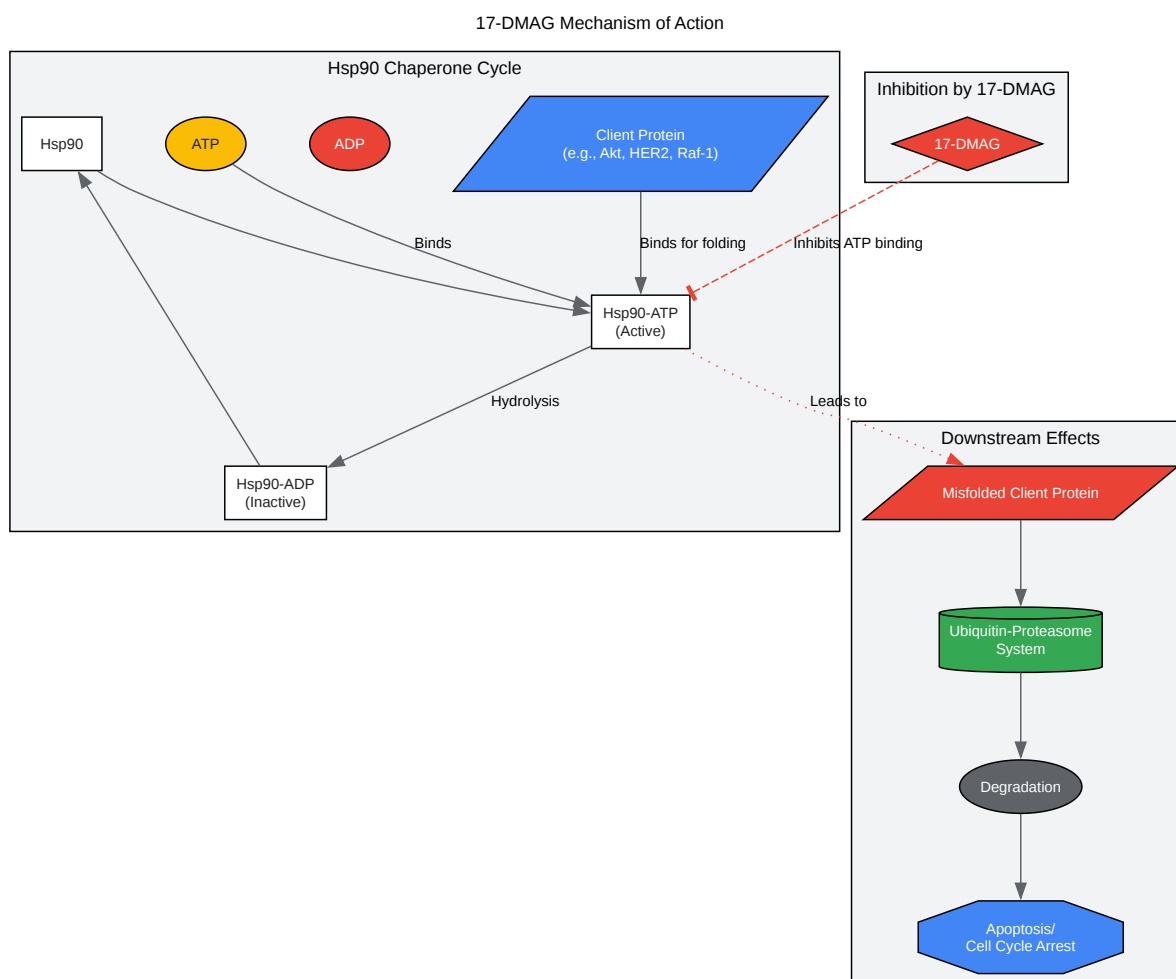 17-DMAG Mechanism of Action
Hsp90 Chaperone Cycle
Inhibition by 17-DMAG
Hsp90
ATP
ADP
Client Protein
(e.g., Akt, HER2, Raf-1)
17-DMAG
Binds
Binds for folding
Inhibits ATP binding
Hsp90-ATP
(Active)
Hydrolysis
Leads to
Downstream Effects
Hsp90-ADP
(Inactive)
Misfolded Client Protein
Ubiquitin-Proteasome
System
Degradation
Apoptosis/
Cell Cycle Arrest